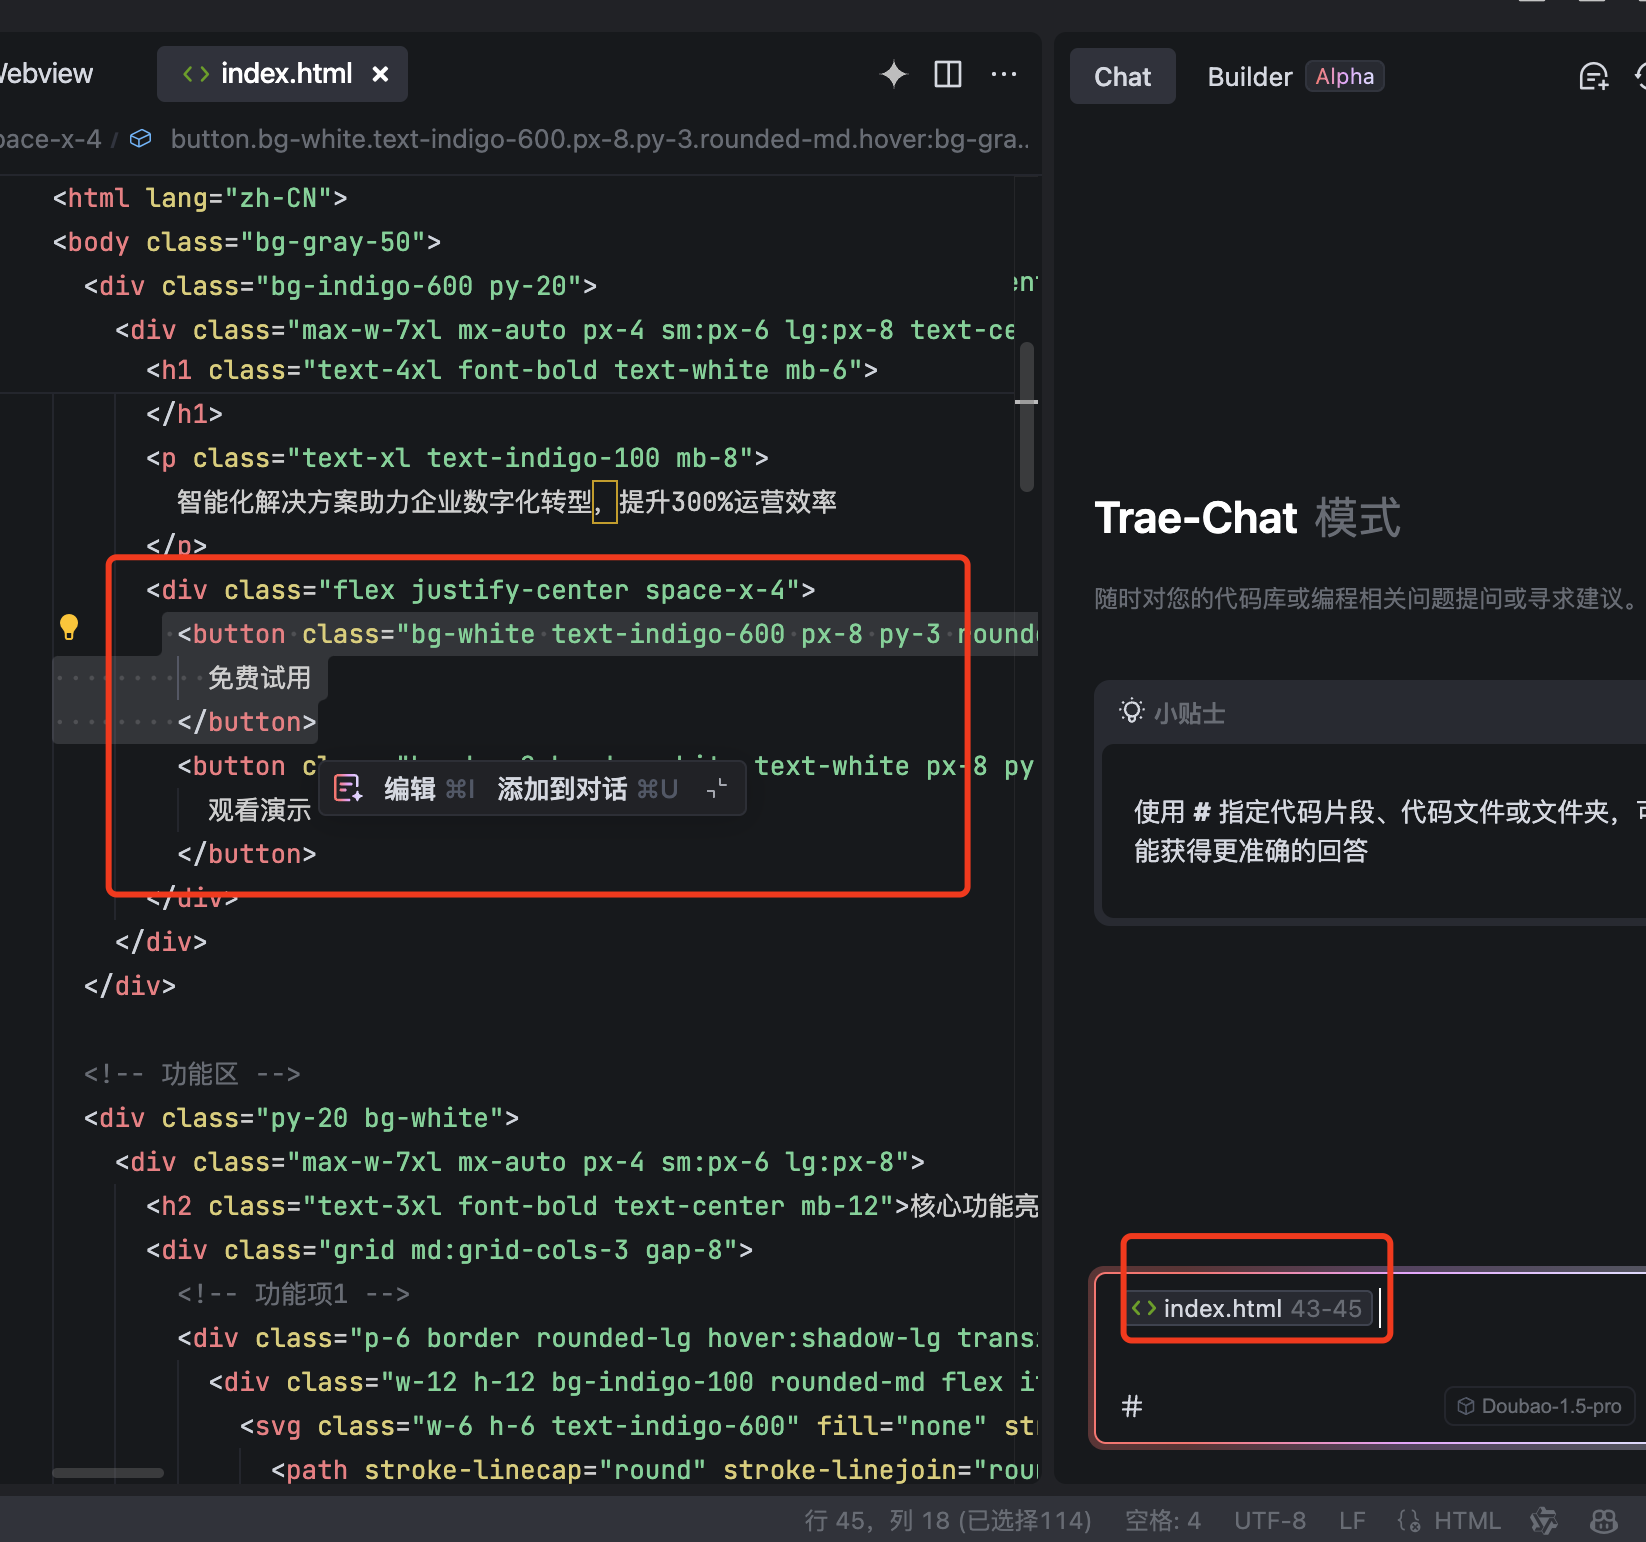 Webview
index.html
Chat
Builder Alpha
space-x-4 / button.bg-white.text-indigo-600.px-8.py-3.rounded-md.hover:bg-gra...
<html lang="zh-CN">
<body class="bg-gray-50">
<div class="bg-indigo-600 py-20">
<div class="max-w-7xl mx-auto px-4 sm:px-6 lg:px-8 text-ce
<h1 class="text-4xl font-bold text-white mb-6">
</h1>
<p class="text-xl text-indigo-100 mb-8">
智能化解决方案助力企业数字化转型，提升300%运营效率
</p>
<div class="flex justify-center space-x-4">
<button class="bg-white text-indigo-600 px-8 py-3 rounde
免费试用
</button>
<button text-white px-8 py
编辑 ⌘I 添加到对话 ⌘U
观看演示
</button>
</div>
</div>
</div>
<!-- 功能区 -->
<div class="py-20 bg-white">
<div class="max-w-7xl mx-auto px-4 sm:px-6 lg:px-8">
<h2 class="text-3xl font-bold text-center mb-12">核心功能亮
<div class="grid md:grid-cols-3 gap-8">
<!-- 功能项1 -->
<div class="p-6 border rounded-lg hover:shadow-lg trans
<div class="w-12 h-12 bg-indigo-100 rounded-md flex i
<svg class="w-6 h-6 text-indigo-600" fill="none" st
<path stroke-linecap="round" stroke-linejoin="rou
Trae-Chat 模式
随时对您的代码库或编程相关问题提问或寻求建议。
小贴士
使用 # 指定代码片段、代码文件或文件夹，可
能获得更准确的回答
index.html 43-45
#
Doubao-1.5-pro
行 45，列 18 (已选择114) 空格: 4 UTF-8 LF HTML